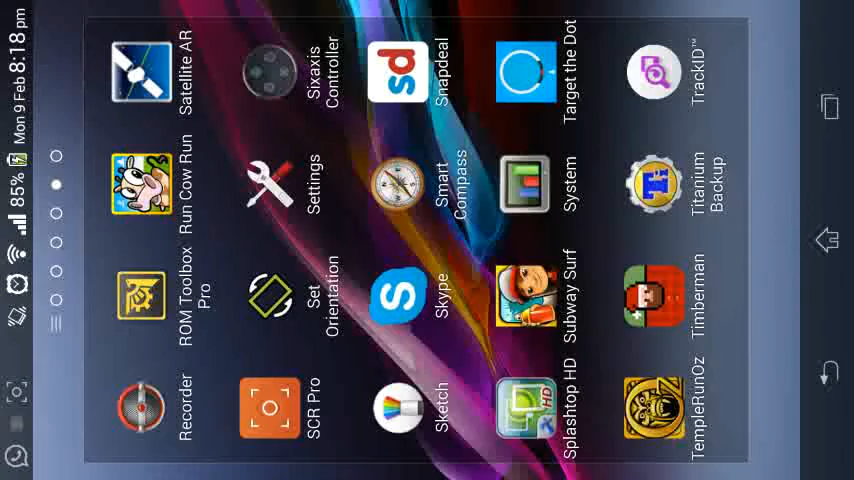 85% Mon 9 Feb 8:18 pm
Recorder
ROM Toolbox
Pro
Run Cow Run
Satellite AR
SCR Pro
Set
Orientation
Settings
Sixaxis
Controller
Sketch
Skype
Smart
Compass
Snapdeal
Splashtop HD
Subway Surf
System
Target the Dot
TempleRunOz
Timberman
Titanium
Backup
TrackID™
S
sd
HD